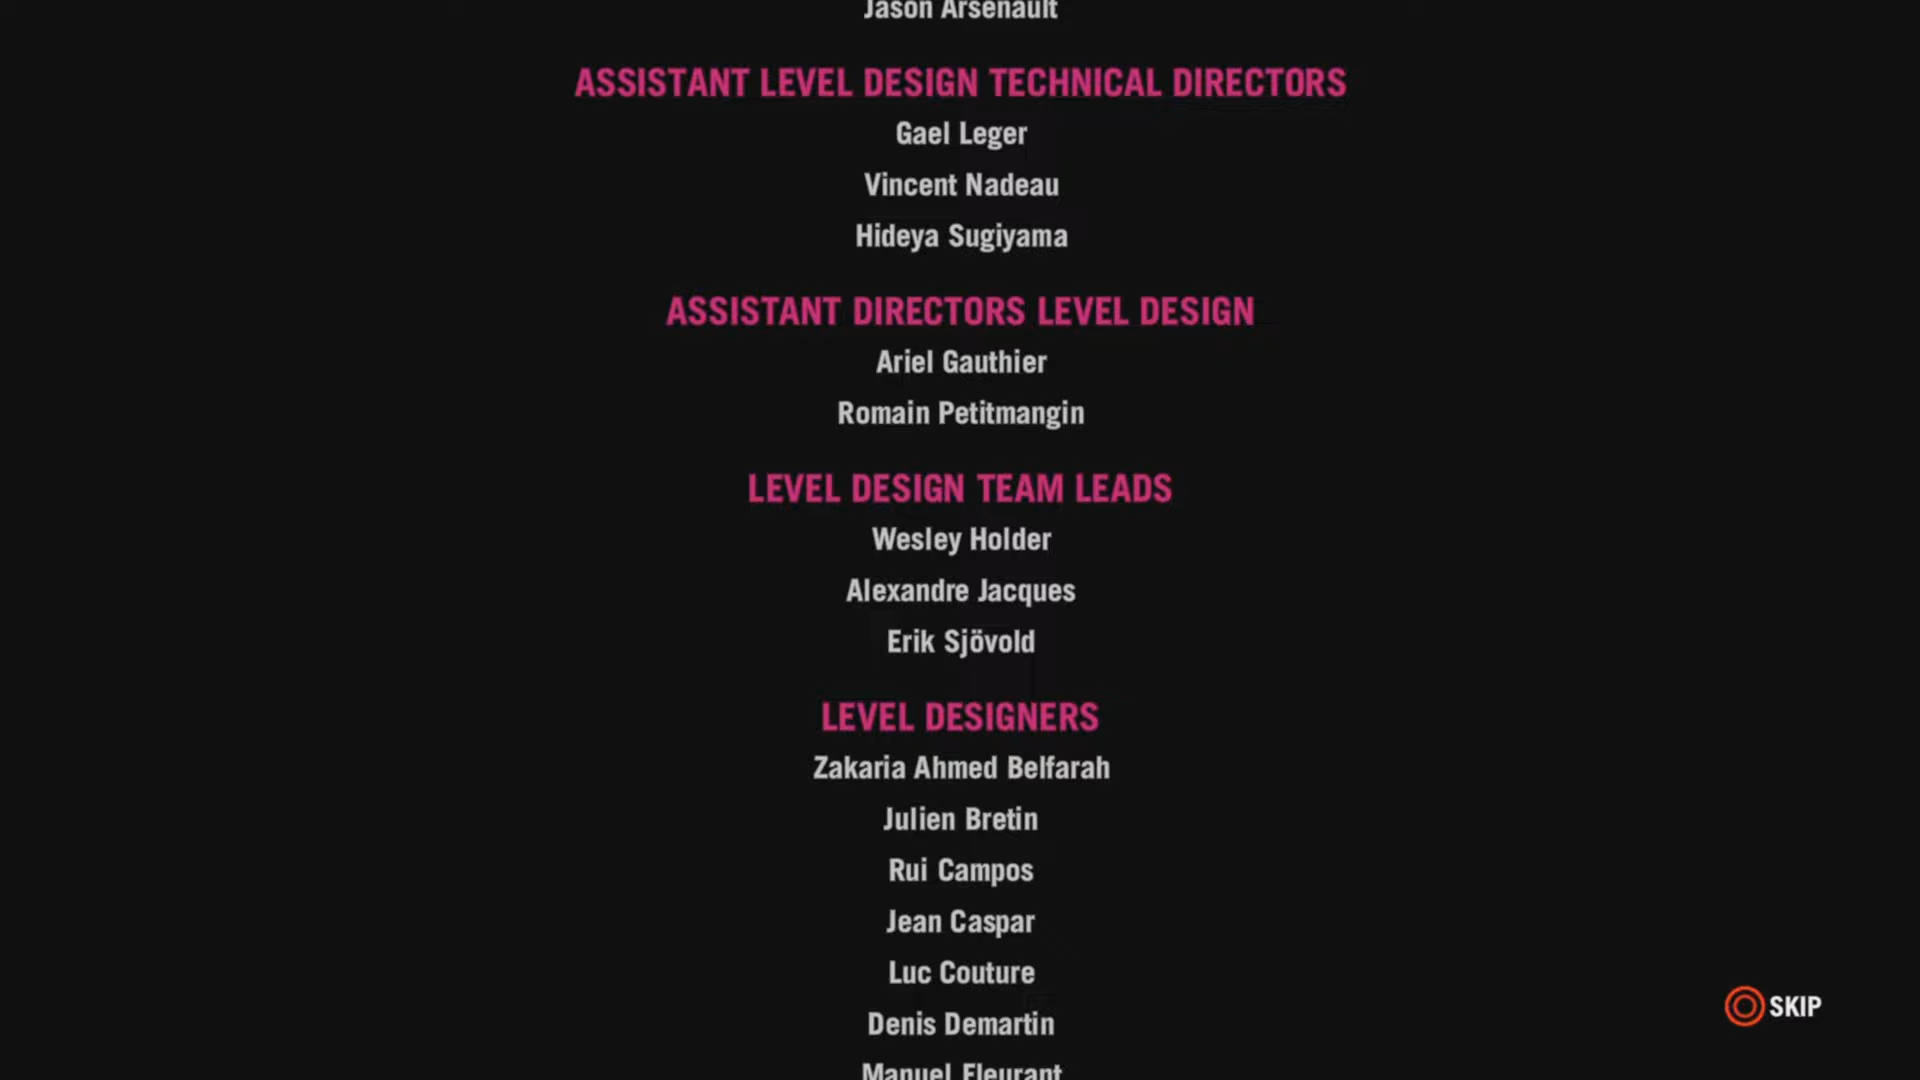 Jason Arsenault
ASSISTANT LEVEL DESIGN TECHNICAL DIRECTORS
Gael Leger
Vincent Nadeau
Hideya Sugiyama
ASSISTANT DIRECTORS LEVEL DESIGN
Ariel Gauthier
Romain Petitmangin
LEVEL DESIGN TEAM LEADS
Wesley Holder
Alexandre Jacques
Erik Sjövold
LEVEL DESIGNERS
Zakaria Ahmed Belfarah
Julien Bretin
Rui Campos
Jean Caspar
Luc Couture
Denis Demartin
Manuel Fleurant
SKIP